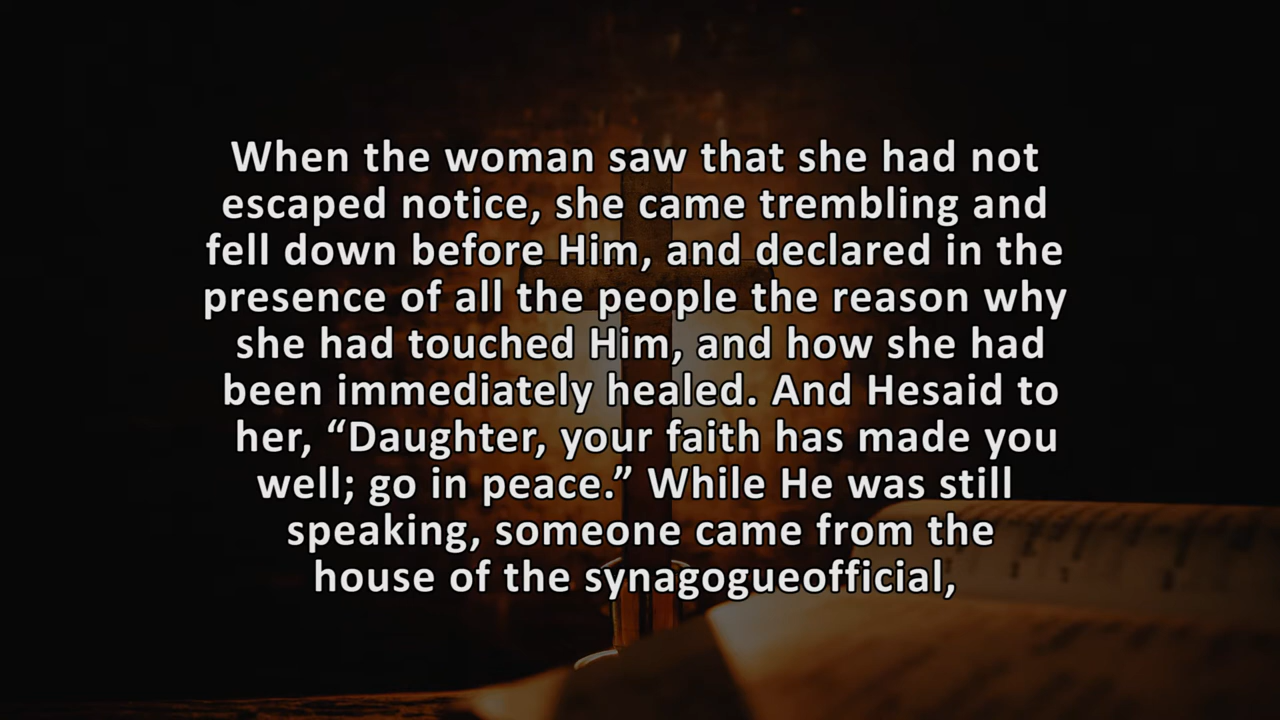 When the woman saw that she had not
escaped notice, she came trembling and
fell down before Him, and declared in the
presence of all the people the reason why
she had touched Him, and how she had
been immediately healed. And Hesaid to
her, “Daughter, your faith has made you
well; go in peace.” While He was still
speaking, someone came from the
house of the synagogueofficial,